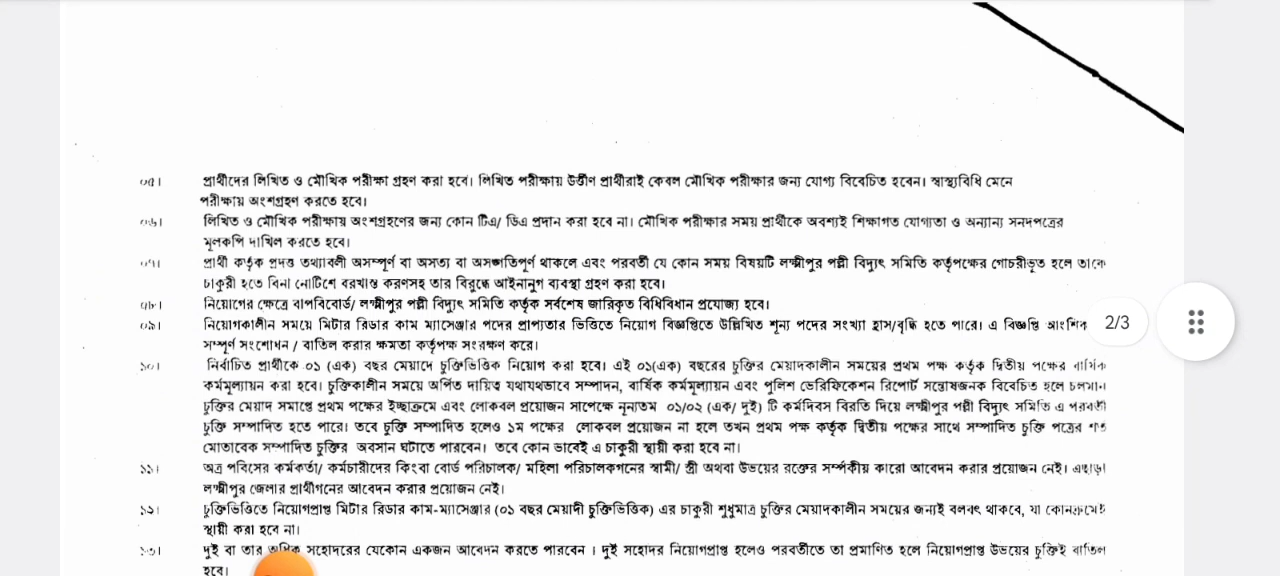 ০৫। প্রার্থীদের লিখিত ও মৌখিক পরীক্ষা গ্রহণ করা হবে। লিখিত পরীক্ষায় উর্ত্তীণ প্রার্থীরাই কেবল মৌখিক পরীক্ষার জন্য যোগ্য বিবেচিত হবেন। স্বাস্থ্যবিধি মেনে
পরীক্ষায় অংশগ্রহণ করতে হবে।
০৬। লিখিত ও মৌখিক পরীক্ষায় অংশগ্রহণের জন্য কোন টিএ/ ডিএ প্রদান করা হবে না। মৌখিক পরীক্ষার সময় প্রার্থীকে অবশ্যই শিক্ষাগত যোগ্যতা ও অন্যান্য সনদপত্রের
মূলকপি দাখিল করতে হবে।
০৭। প্রার্থী কর্তৃক প্রদত্ত তথ্যাবলী অসম্পূর্ণ বা অসত্য বা অসঙ্গতিপূর্ণ থাকলে এবং পরবর্তী যে কোন সময় বিষয়টি লক্ষ্মীপুর পল্লী বিদ্যুৎ সমিতি কর্তৃপক্ষের গোচরীভূত হলে তাকে
চাকুরী হতে বিনা নোটিশে বরখাস্ত করণসহ তার বিরুদ্ধে আইনানুগ ব্যবস্থা গ্রহণ করা হবে।
০৮। নিয়োগের ক্ষেত্রে বাপবিবোর্ড/ লক্ষ্মীপুর পল্লী বিদ্যুৎ সমিতি কর্তৃক সর্বশেষ জারিকৃত বিধিবিধান প্রযোজ্য হবে।
০৯। নিয়োগকালীন সময়ে মিটার রিডার কাম ম্যাসেঞ্জার পদের প্রাপ্যতার ভিত্তিতে নিয়োগ বিজ্ঞপ্তিতে উল্লিখিত শূন্য পদের সংখ্যা হ্রাস/বৃদ্ধি হতে পারে। এ বিজ্ঞপ্তি আংশিক
সম্পূর্ণ সংশোধন / বাতিল করার ক্ষমতা কর্তৃপক্ষ সংরক্ষণ করে।
১০। নির্বাচিত প্রার্থীকে ০১ (এক) বছর মেয়াদে চুক্তিভিত্তিক নিয়োগ করা হবে। এই ০১(এক) বছরের চুক্তির মেয়াদকালীন সময়ের প্রথম পক্ষ কর্তৃক দ্বিতীয় পক্ষের বার্ষিক
কর্মমূল্যায়ন করা হবে। চুক্তিকালীন সময়ে অর্পিত দায়িত্ব যথাযথভাবে সম্পাদন, বার্ষিক কর্মমূল্যায়ন এবং পুলিশ ভেরিফিকেশন রিপোর্ট সন্তোষজনক বিবেচিত হলে চলমান
চুক্তির মেয়াদ সমাপ্তে প্রথম পক্ষের ইচ্ছাক্রমে এবং লোকবল প্রয়োজন সাপেক্ষে নূন্যতম ০১/০২ (এক/ দুই) টি কর্মদিবস বিরতি দিয়ে লক্ষ্মীপুর পল্লী বিদ্যুৎ সমিতি এ পরবর্তী
চুক্তি সম্পাদিত হতে পারে। তবে চুক্তি সম্পাদিত হলেও ১ম পক্ষের লোকবল প্রয়োজন না হলে তখন প্রথম পক্ষ কর্তৃক দ্বিতীয় পক্ষের সাথে সম্পাদিত চুক্তি পত্রের শর্ত
মোতাবেক সম্পাদিত চুক্তির অবসান ঘটাতে পারবেন। তবে কোন ভাবেই এ চাকুরী স্থায়ী করা হবে না।
১১। অত্র পবিসের কর্মকর্তা/ কর্মচারীদের কিংবা বোর্ড পরিচালক/ মহিলা পরিচালকগনের স্বামী/ স্ত্রী অথবা উভয়ের রক্তের সর্ম্পকীয় কারো আবেদন করার প্রয়োজন নেই। এছাড়া
লক্ষ্মীপুর জেলার প্রার্থীগনের আবেদন করার প্রয়োজন নেই।
১২। চুক্তিভিত্তিতে নিয়োগপ্রাপ্ত মিটার রিডার কাম-ম্যাসেঞ্জার (০১ বছর মেয়াদী চুক্তিভিত্তিক) এর চাকুরী শুধুমাত্র চুক্তির মেয়াদকালীন সময়ের জন্যই বলবৎ থাকবে, যা কোনক্রমেই
স্থায়ী করা হবে না।
১৩। দুই বা তার অধিক সহোদরের যেকোন একজন আবেদন করতে পারবেন । দুই সহোদর নিয়োগপ্রাপ্ত হলেও পরবর্তীতে তা প্রমাণিত হলে নিয়োগপ্রাপ্ত উভয়ের চুক্তিই বাতিল
হবে।
2/3